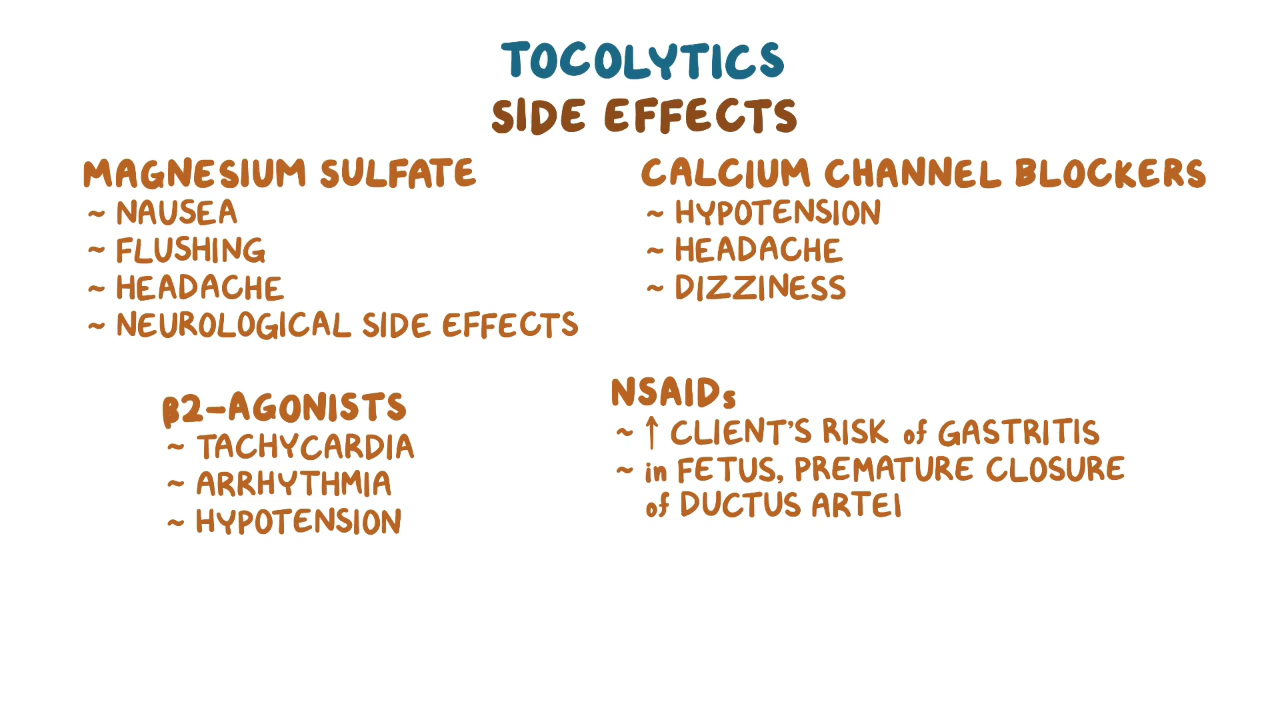 TOCOLYTICS
SIDE EFFECTS
MAGNESIUM SULFATE
~ NAUSEA
~ FLUSHING
~ HEADACHE
~ NEUROLOGICAL SIDE EFFECTS
CALCIUM CHANNEL BLOCKERS
~ HYPOTENSION
~ HEADACHE
~ DIZZINESS
β2-AGONISTS
~ TACHYCARDIA
~ ARRHYTHMIA
~ HYPOTENSION
NSAIDs
~ ↑ CLIENT'S RISK of GASTRITIS
~ in FETUS, PREMATURE CLOSURE
of DUCTUS ARTEI